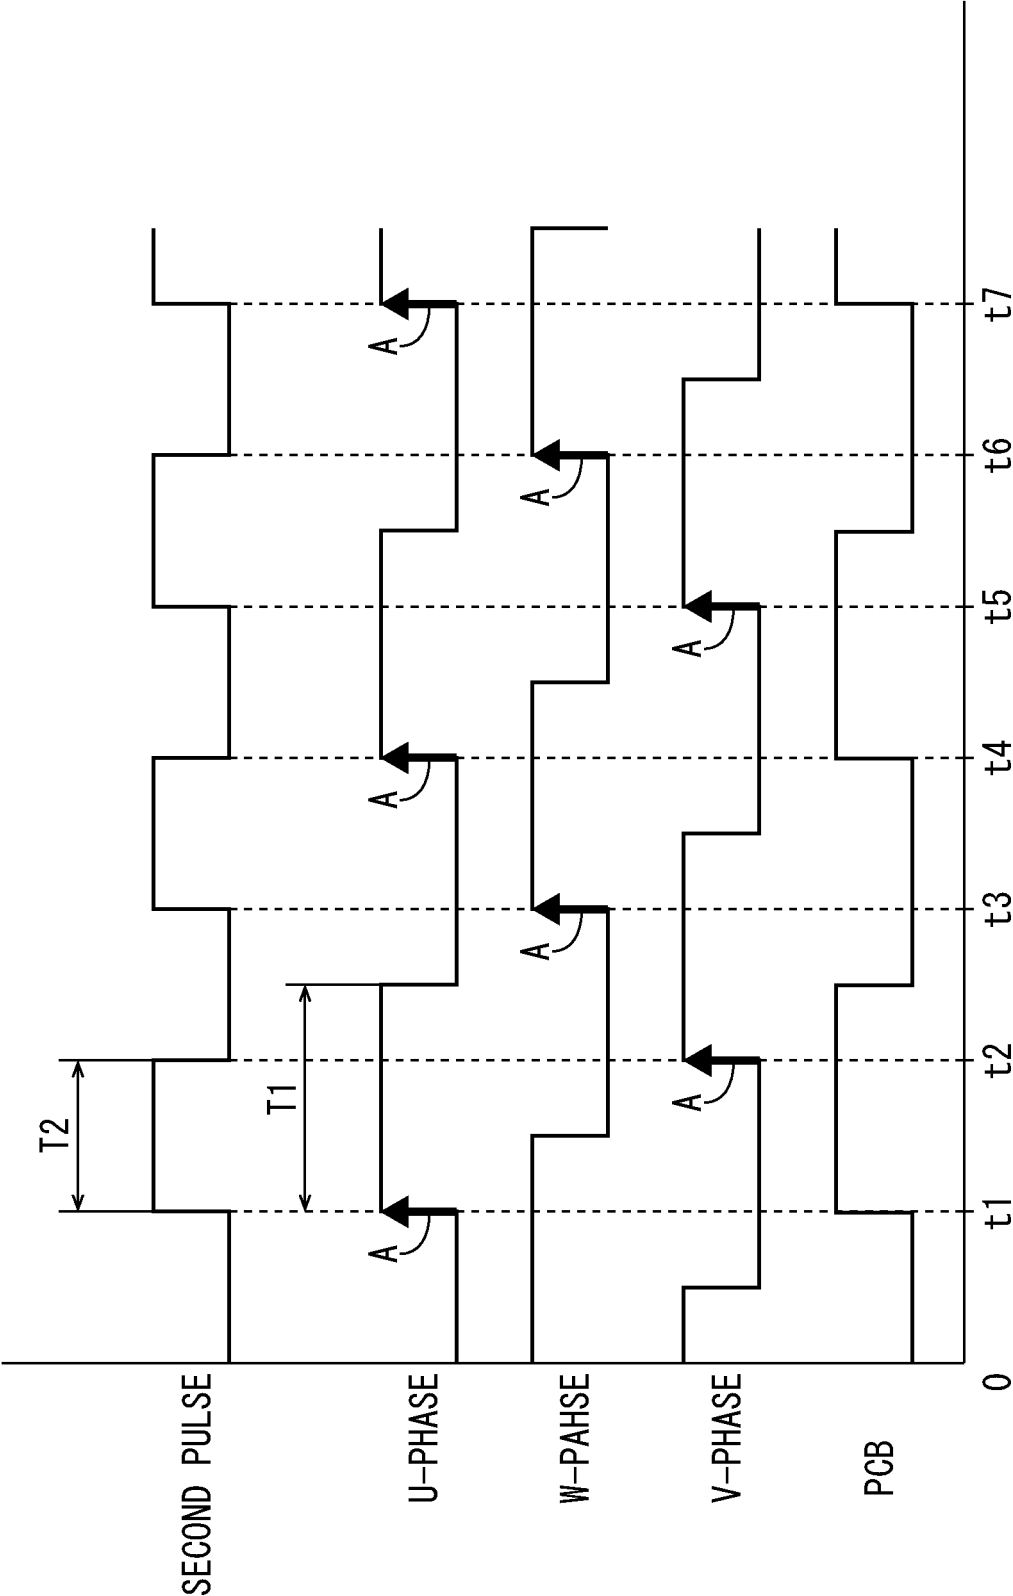 T2
SECOND PULSE
T1
A
A
A
U-PHASE
A
A
W-PAHSE
A
A
V-PHASE
PCB
0
t1
t2
t3
t4
t5
t6
t7